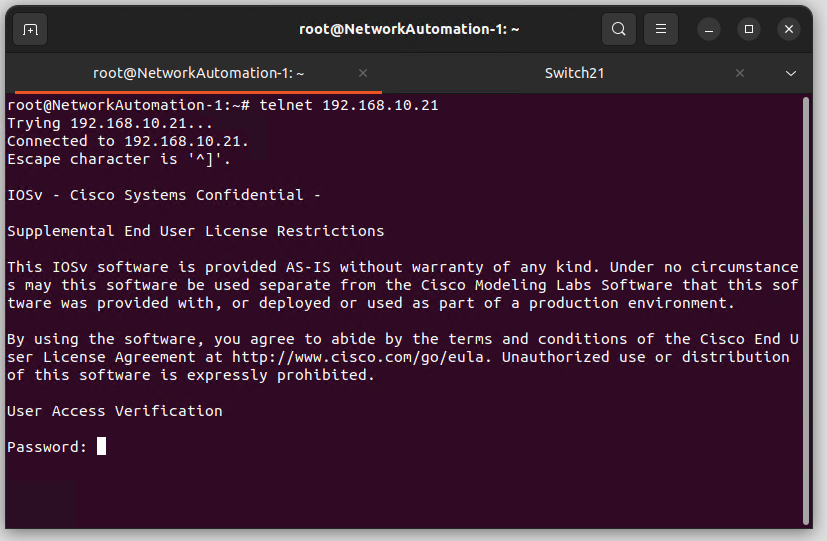 root@NetworkAutomation-1: ~
root@NetworkAutomation-1: ~
Switch21
root@NetworkAutomation-1:~# telnet 192.168.10.21
Trying 192.168.10.21...
Connected to 192.168.10.21.
Escape character is '^]'.
IOSv - Cisco Systems Confidential -
Supplemental End User License Restrictions
This IOSv software is provided AS-IS without warranty of any kind. Under no circumstance
s may this software be used separate from the Cisco Modeling Labs Software that this sof
tware was provided with, or deployed or used as part of a production environment.
By using the software, you agree to abide by the terms and conditions of the Cisco End U
ser License Agreement at http://www.cisco.com/go/eula. Unauthorized use or distribution
of this software is expressly prohibited.
User Access Verification
Password: